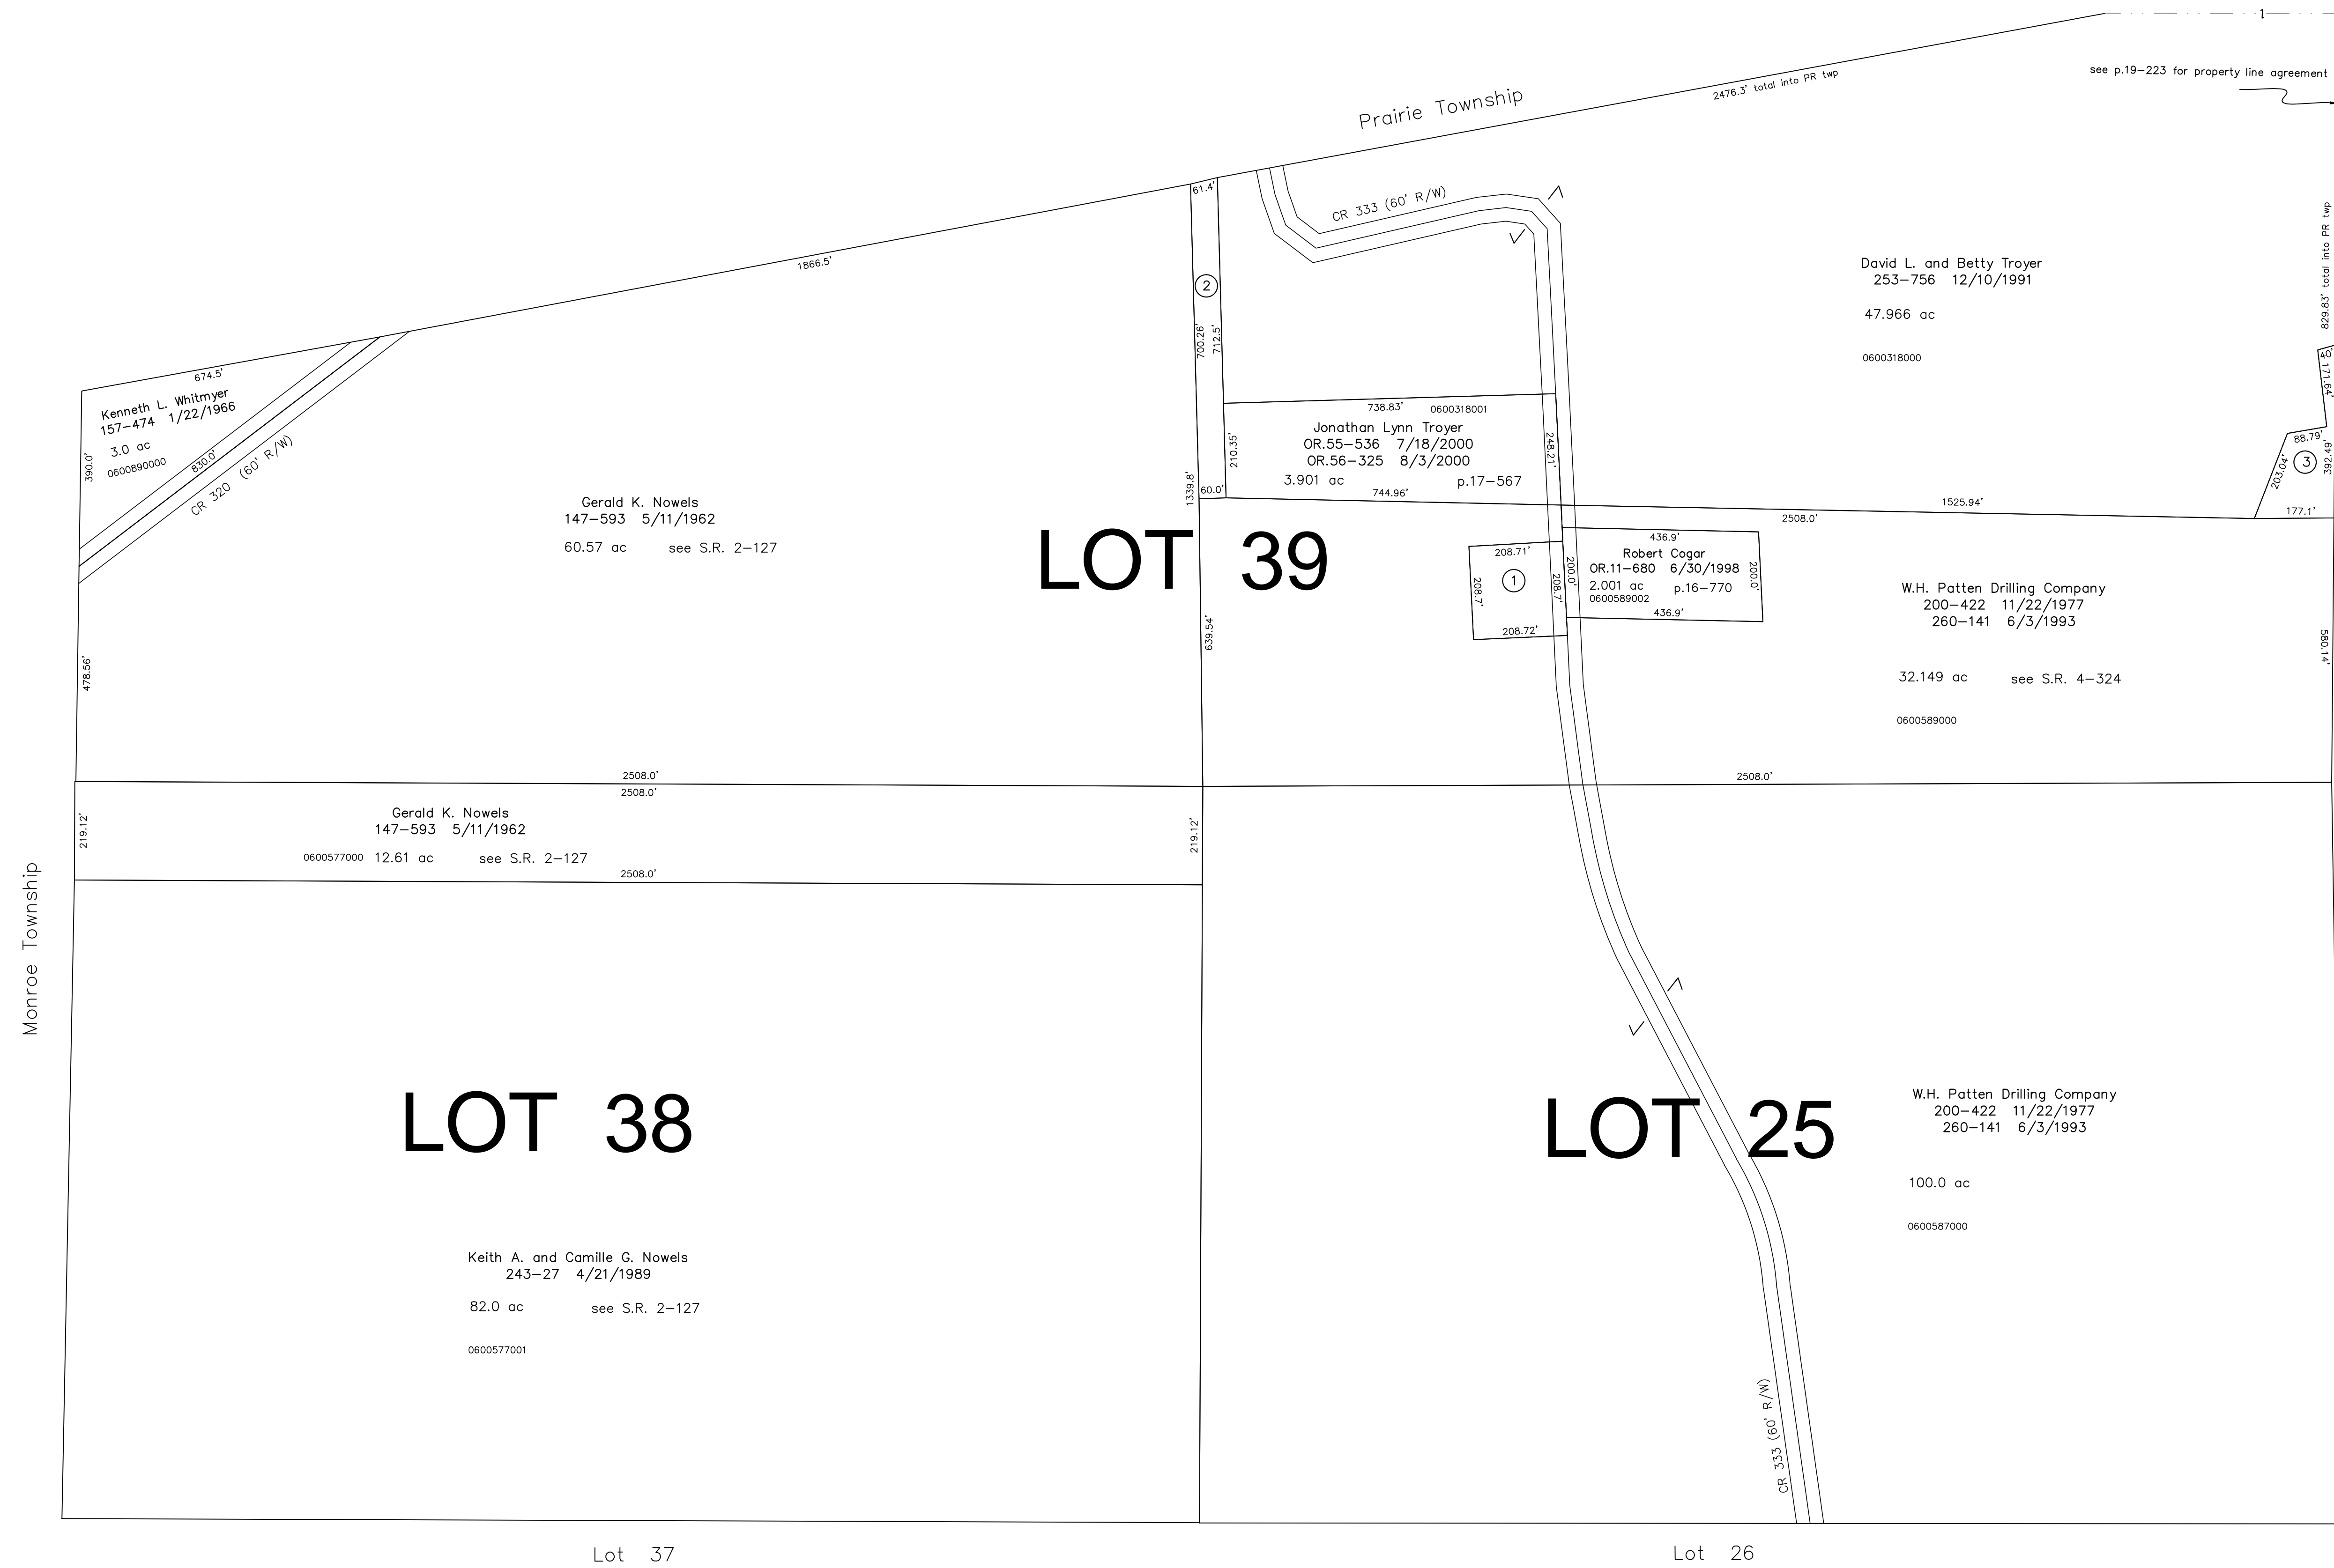 1
see p.19-223 for property line agreement
2476.3' total into PR twp
Prairie Township
829.83' total into PR twp
61.4'
CR 333 (60' R/W)
1866.5'
2
700.26'
712.5'
David L. and Betty Troyer
253-756 12/10/1991
47.966 ac
0600318000
40'
171.64'
88.79'
392.49'
203.04'
3
177.1'
674.5'
Kenneth L. Whitmyer
157-474 1/22/1966
3.0 ac
0600890000
390.0'
830.0'
CR 320 (60' R/W)
738.83' 0600318001
Jonathan Lynn Troyer
OR.55-536 7/18/2000
OR.56-325 8/3/2000
3.901 ac p.17-567
210.35'
248.21'
1339.8'
60.0'
744.96'
1525.94'
2508.0'
Gerald K. Nowels
147-593 5/11/1962
60.57 ac see S.R. 2-127
LOT 39
208.71'
1
208.7'
208.7'
208.72'
200.0'
436.9'
Robert Cogar
OR.11-680 6/30/1998
2.001 ac p.16-770
0600589002
436.9'
200.0'
W.H. Patten Drilling Company
200-422 11/22/1977
260-141 6/3/1993
32.149 ac see S.R. 4-324
0600589000
580.14'
639.54'
478.56'
2508.0'
2508.0'
2508.0'
219.12'
Gerald K. Nowels
147-593 5/11/1962
0600577000 12.61 ac see S.R. 2-127
2508.0'
219.12'
Monroe Township
LOT 38
LOT 25
W.H. Patten Drilling Company
200-422 11/22/1977
260-141 6/3/1993
100.0 ac
0600587000
Keith A. and Camille G. Nowels
243-27 4/21/1989
82.0 ac see S.R. 2-127
0600577001
CR 333 (60' R/W)
Lot 37
Lot 26